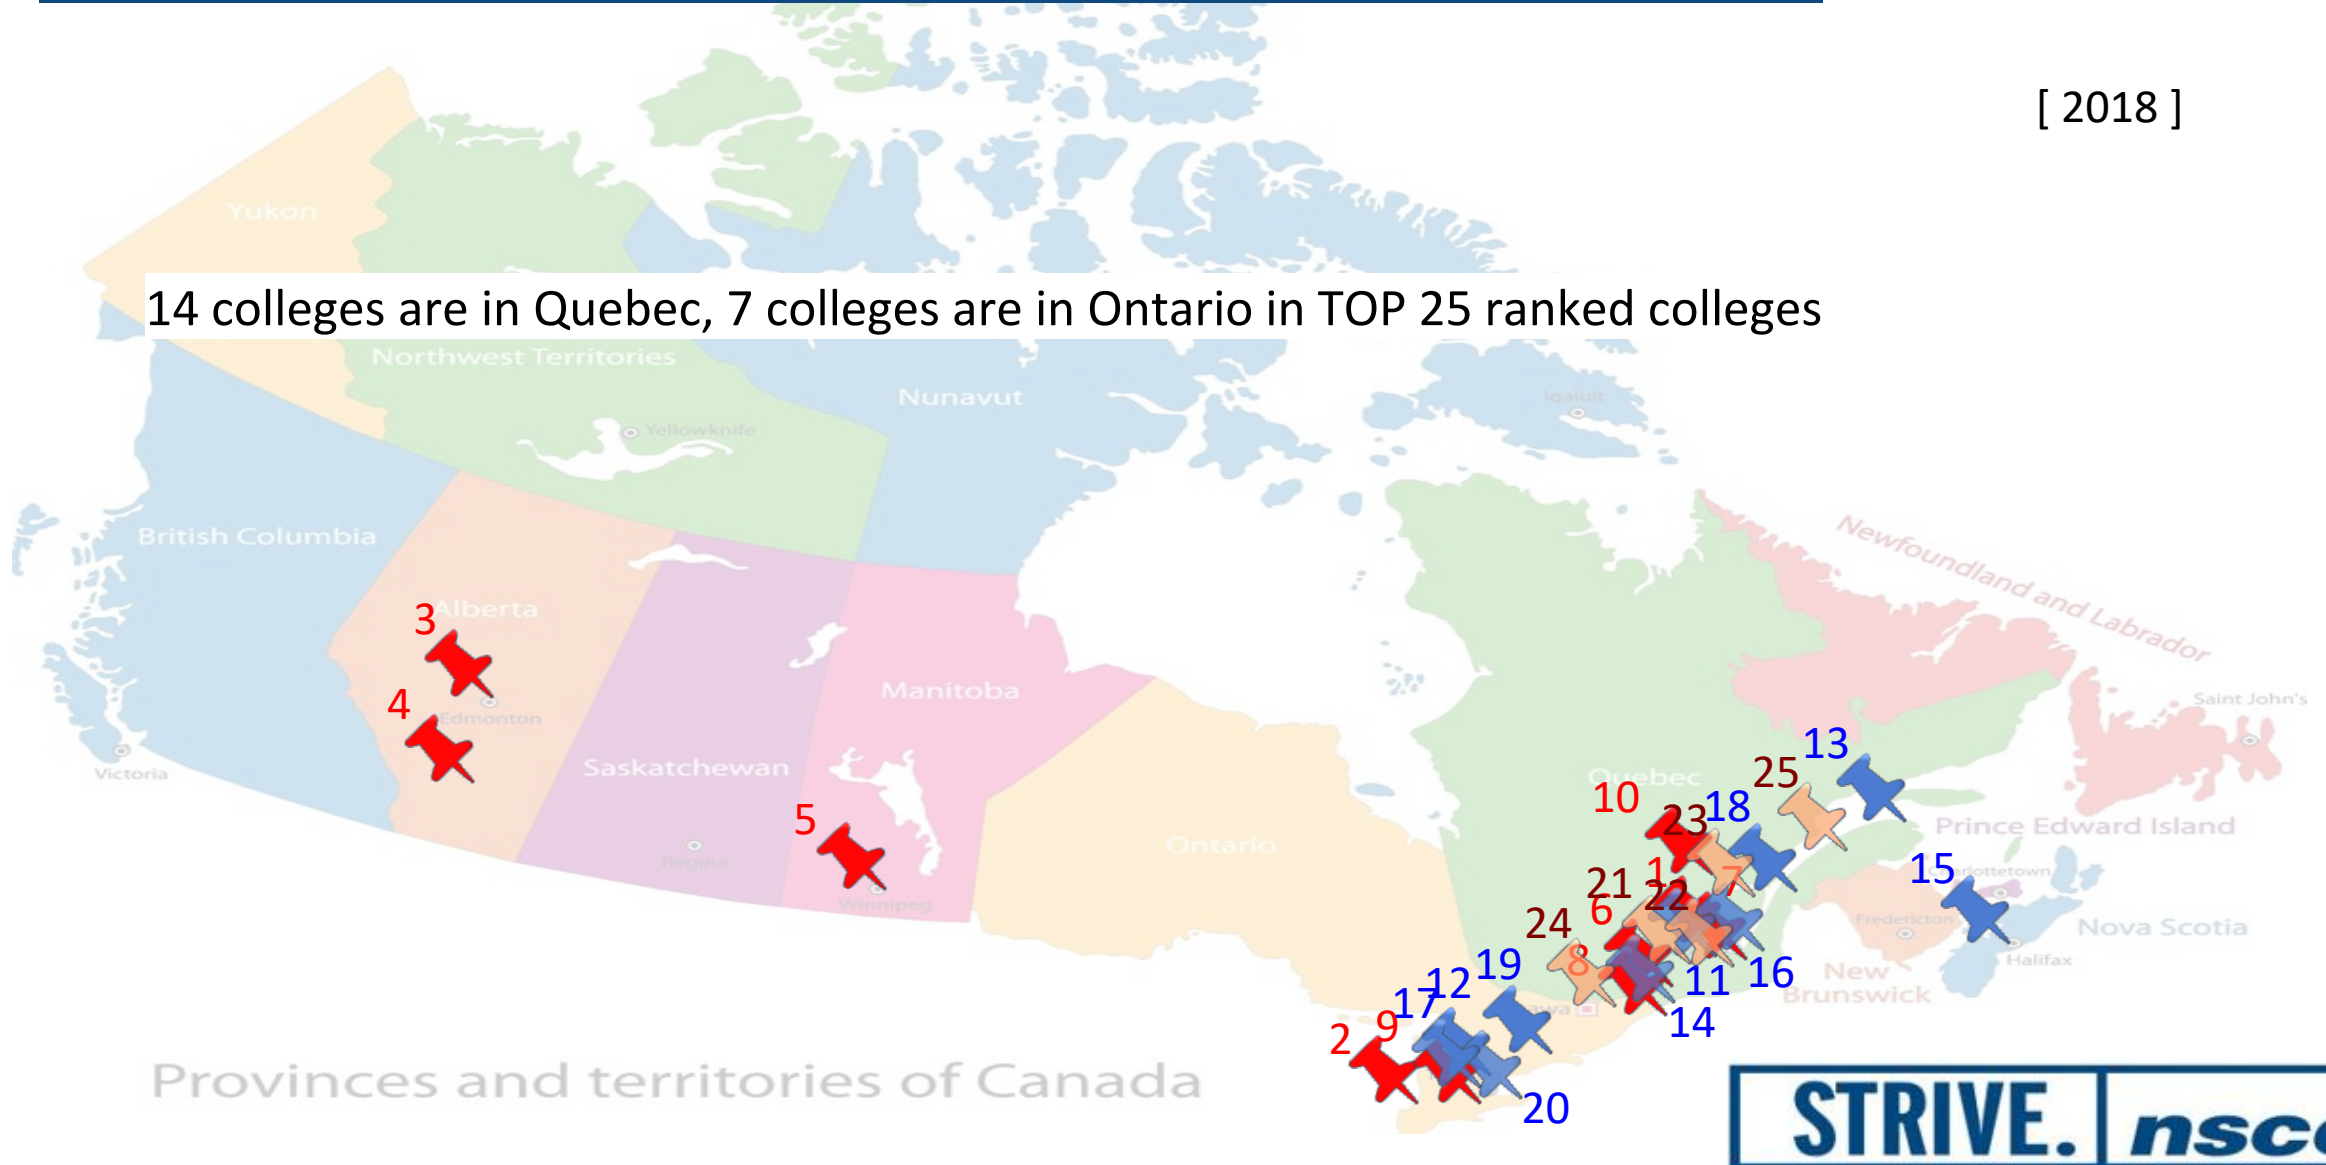 [ 2018 ]
Yukon
14 colleges are in Quebec, 7 colleges are in Ontario in TOP 25 ranked colleges
Northwest Territories
Nunavut
Iqaluit
Yellowknife
British Columbia
Newfoundland and Labrador
3
Alberta
4
Edmonton
Manitoba
Saint John's
Victoria
Saskatchewan
13
Quebec
25
10
23
18
5
Prince Edward Island
Ontario
Regina
15
1
7
21
22
6
Winnipeg
24
Fredericton
Nova Scotia
8
19
12
11
16
New
Brunswick
Halifax
17
9
2
14
Provinces and territories of Canada
20
STRIVE.